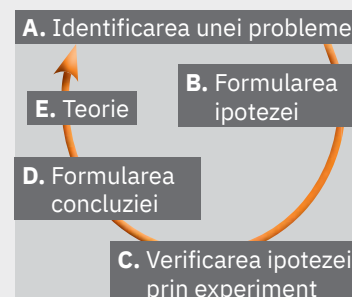 A. Identificarea unei probleme
B. Formularea
ipotezei
C. Verificarea ipotezei
prin experiment
D. Formularea
concluziei
E. Teorie